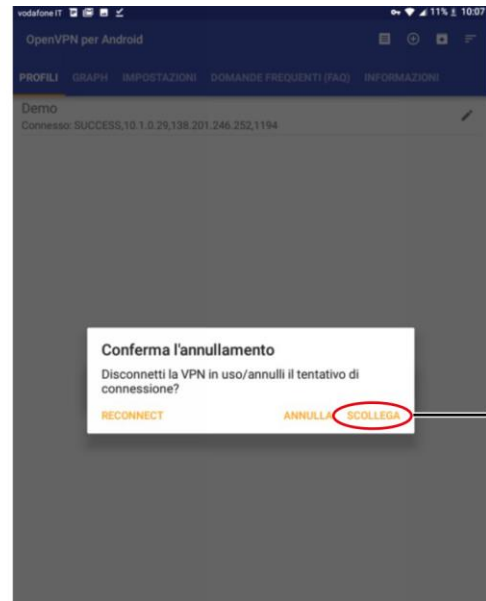 vodafone IT 11% 10:07
OpenVPN per Android
PROFILI GRAPH IMPOSTAZIONI DOMANDE FREQUENTI (FAQ) INFORMAZIONI
Demo
Connesso: SUCCESS,10.1.0.29,138.201.246.252,1194
Conferma l'annullamento
Disconnetti la VPN in uso/annulli il tentativo di
connessione?
RECONNECT ANNULLA SCOLLEGA